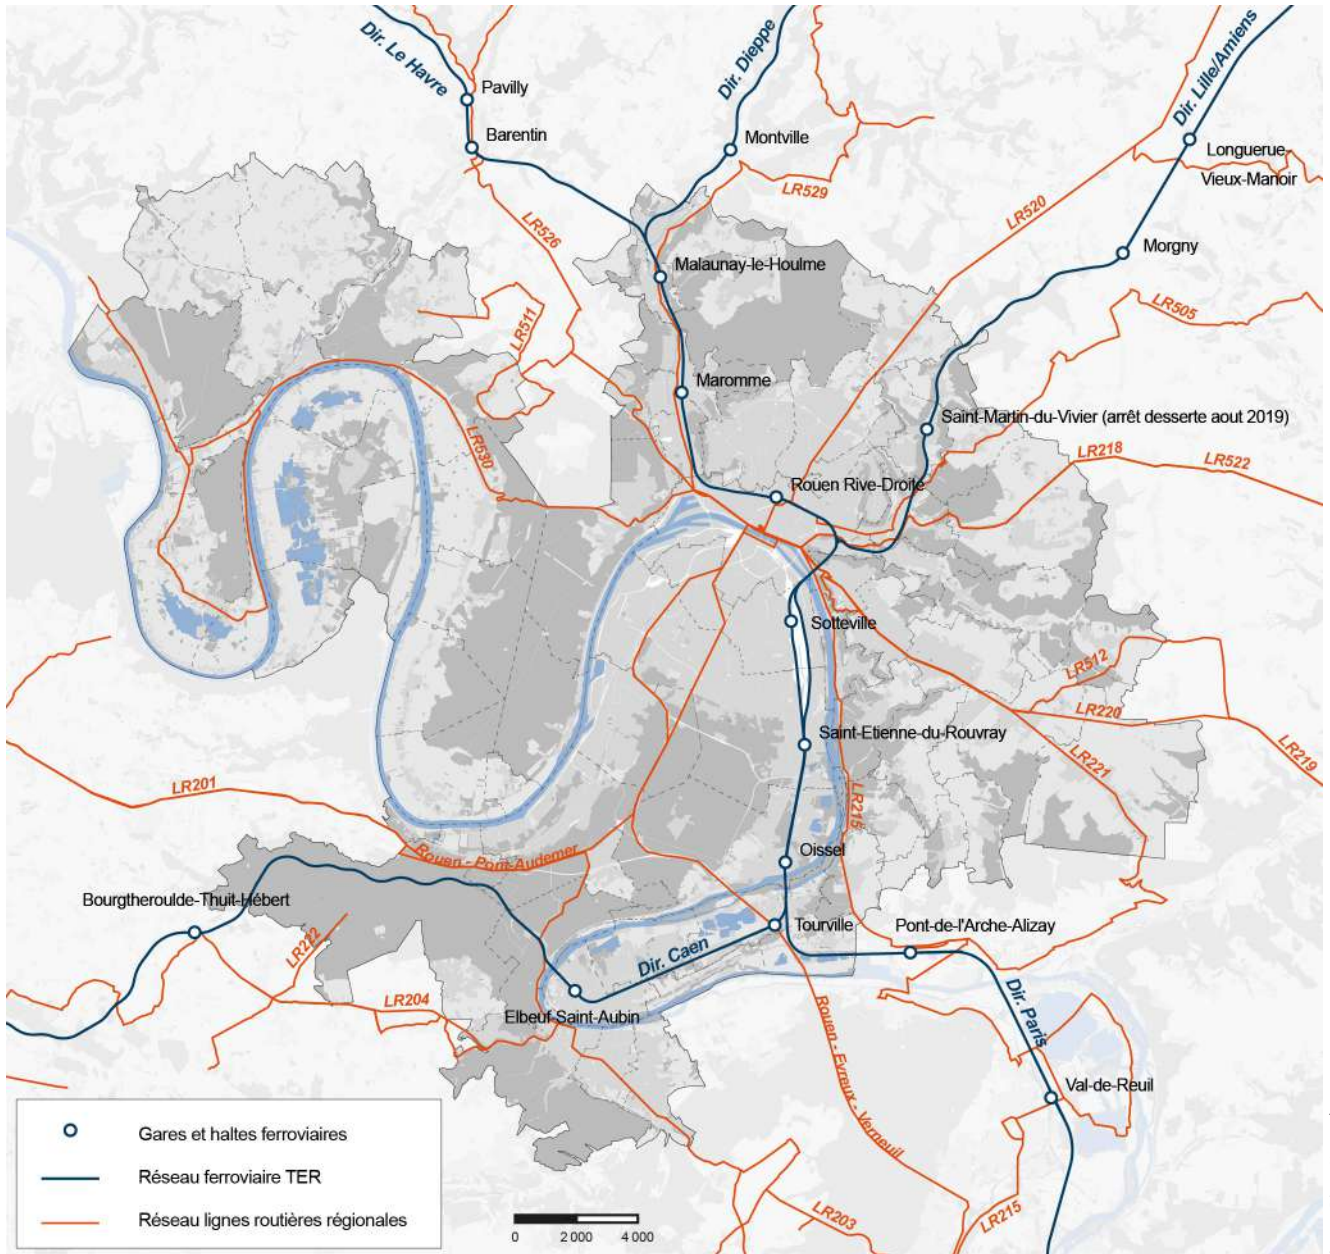 Dir. Le Havre
Dir. Dieppe
Dir. Lille/Amiens
Pavilly
Barentin
Montville
Longuerue-
Vieux-Manoir
LR529
LR520
LR526
Morgny
Malaunay-le-Houlme
LR505
LR511
Maromme
Saint-Martin-du-Vivier (arrêt desserte aout 2019)
LR530
LR218
LR522
Rouen Rive-Droite
Sotteville
LR512
LR220
Saint-Etienne-du-Rouvray
LR219
LR221
LR201
LR215
Rouen - Pont-Audemer
Oissel
Bourgtheroulde-Thuit-Hébert
Tourville
Pont-de-l'Arche-Alizay
LR222
Dir. Caen
LR204
Elbeuf-Saint-Aubin
Dir. Paris
Rouen - Evreux - Verneuil
Val-de-Reuil
Gares et haltes ferroviaires
Réseau ferroviaire TER
Réseau lignes routières régionales
LR203
LR215
0 2 000 4 000